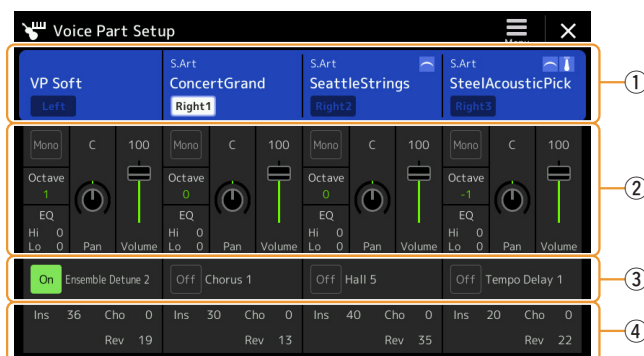 Voice Part Setup
Menu
S.Art S.Art S.Art
VP Soft ConcertGrand SeattleStrings SteelAcousticPick
Left Right1 Right2 Right3
①
Mono C 100 Mono C 100 Mono C 100 Mono C 100
Octave Octave Octave Octave
1 0 0 -1
EQ EQ EQ EQ
Hi 0 Hi 0 Hi 0 Hi 0
Lo 0 Pan Volume Lo 0 Pan Volume Lo 0 Pan Volume Lo 0 Pan Volume
②
On Ensemble Detune 2 Off Chorus 1 Off Hall 5 Off Tempo Delay 1
③
Ins 36 Cho 0 Ins 30 Cho 0 Ins 40 Cho 0 Ins 20 Cho 0
Rev 19 Rev 13 Rev 35 Rev 22
④